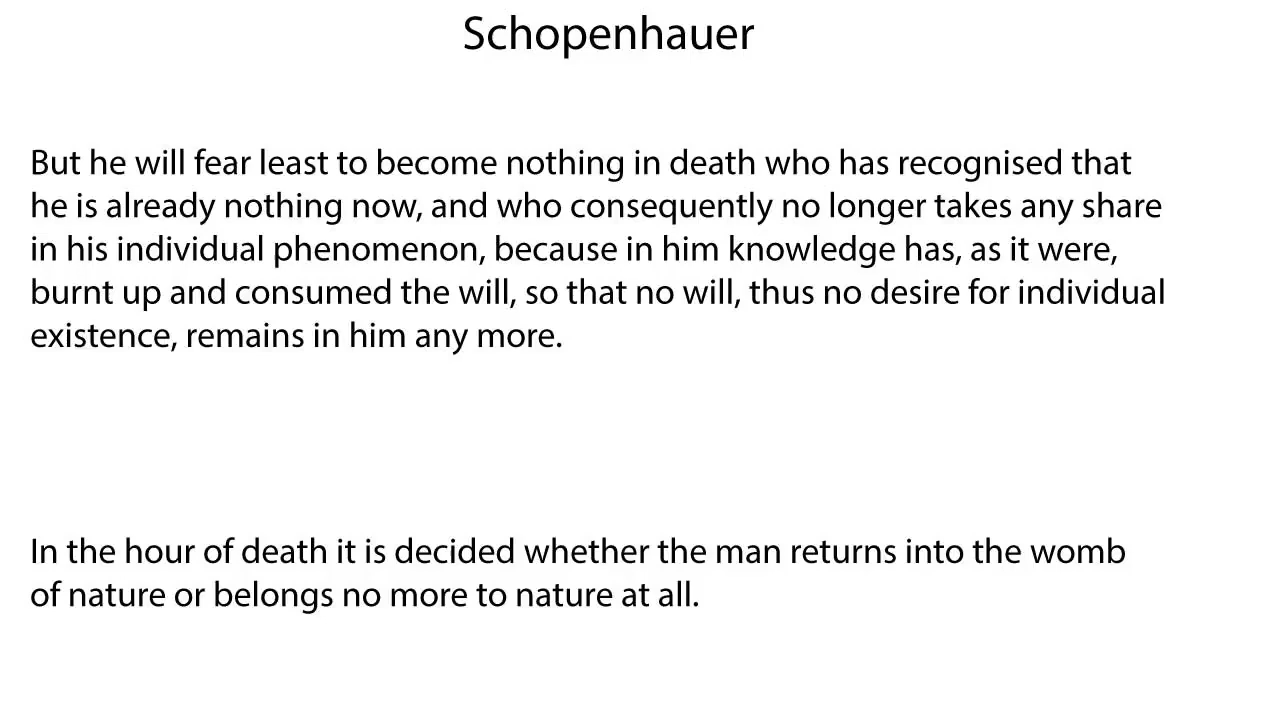 Schopenhauer
But he will fear least to become nothing in death who has recognised that
he is already nothing now, and who consequently no longer takes any share
in his individual phenomenon, because in him knowledge has, as it were,
burnt up and consumed the will, so that no will, thus no desire for individual
existence, remains in him any more.
In the hour of death it is decided whether the man returns into the womb
of nature or belongs no more to nature at all.